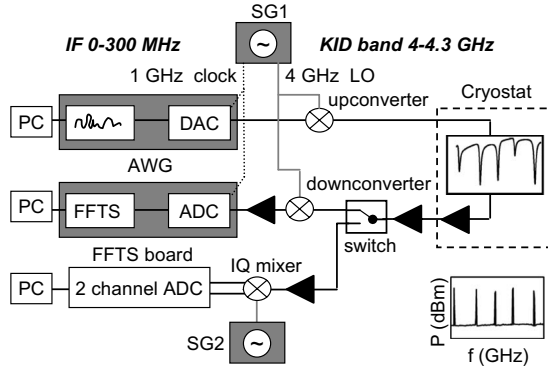 SG1
IF 0-300 MHz
KID band 4-4.3 GHz
~
1 GHz clock
4 GHz LO
upconverter
Cryostat
PC
DAC
AWG
downconverter
PC
FFTS
ADC
switch
FFTS board
IQ mixer
PC
2 channel ADC
SG2
~
P (dBm)
f (GHz)